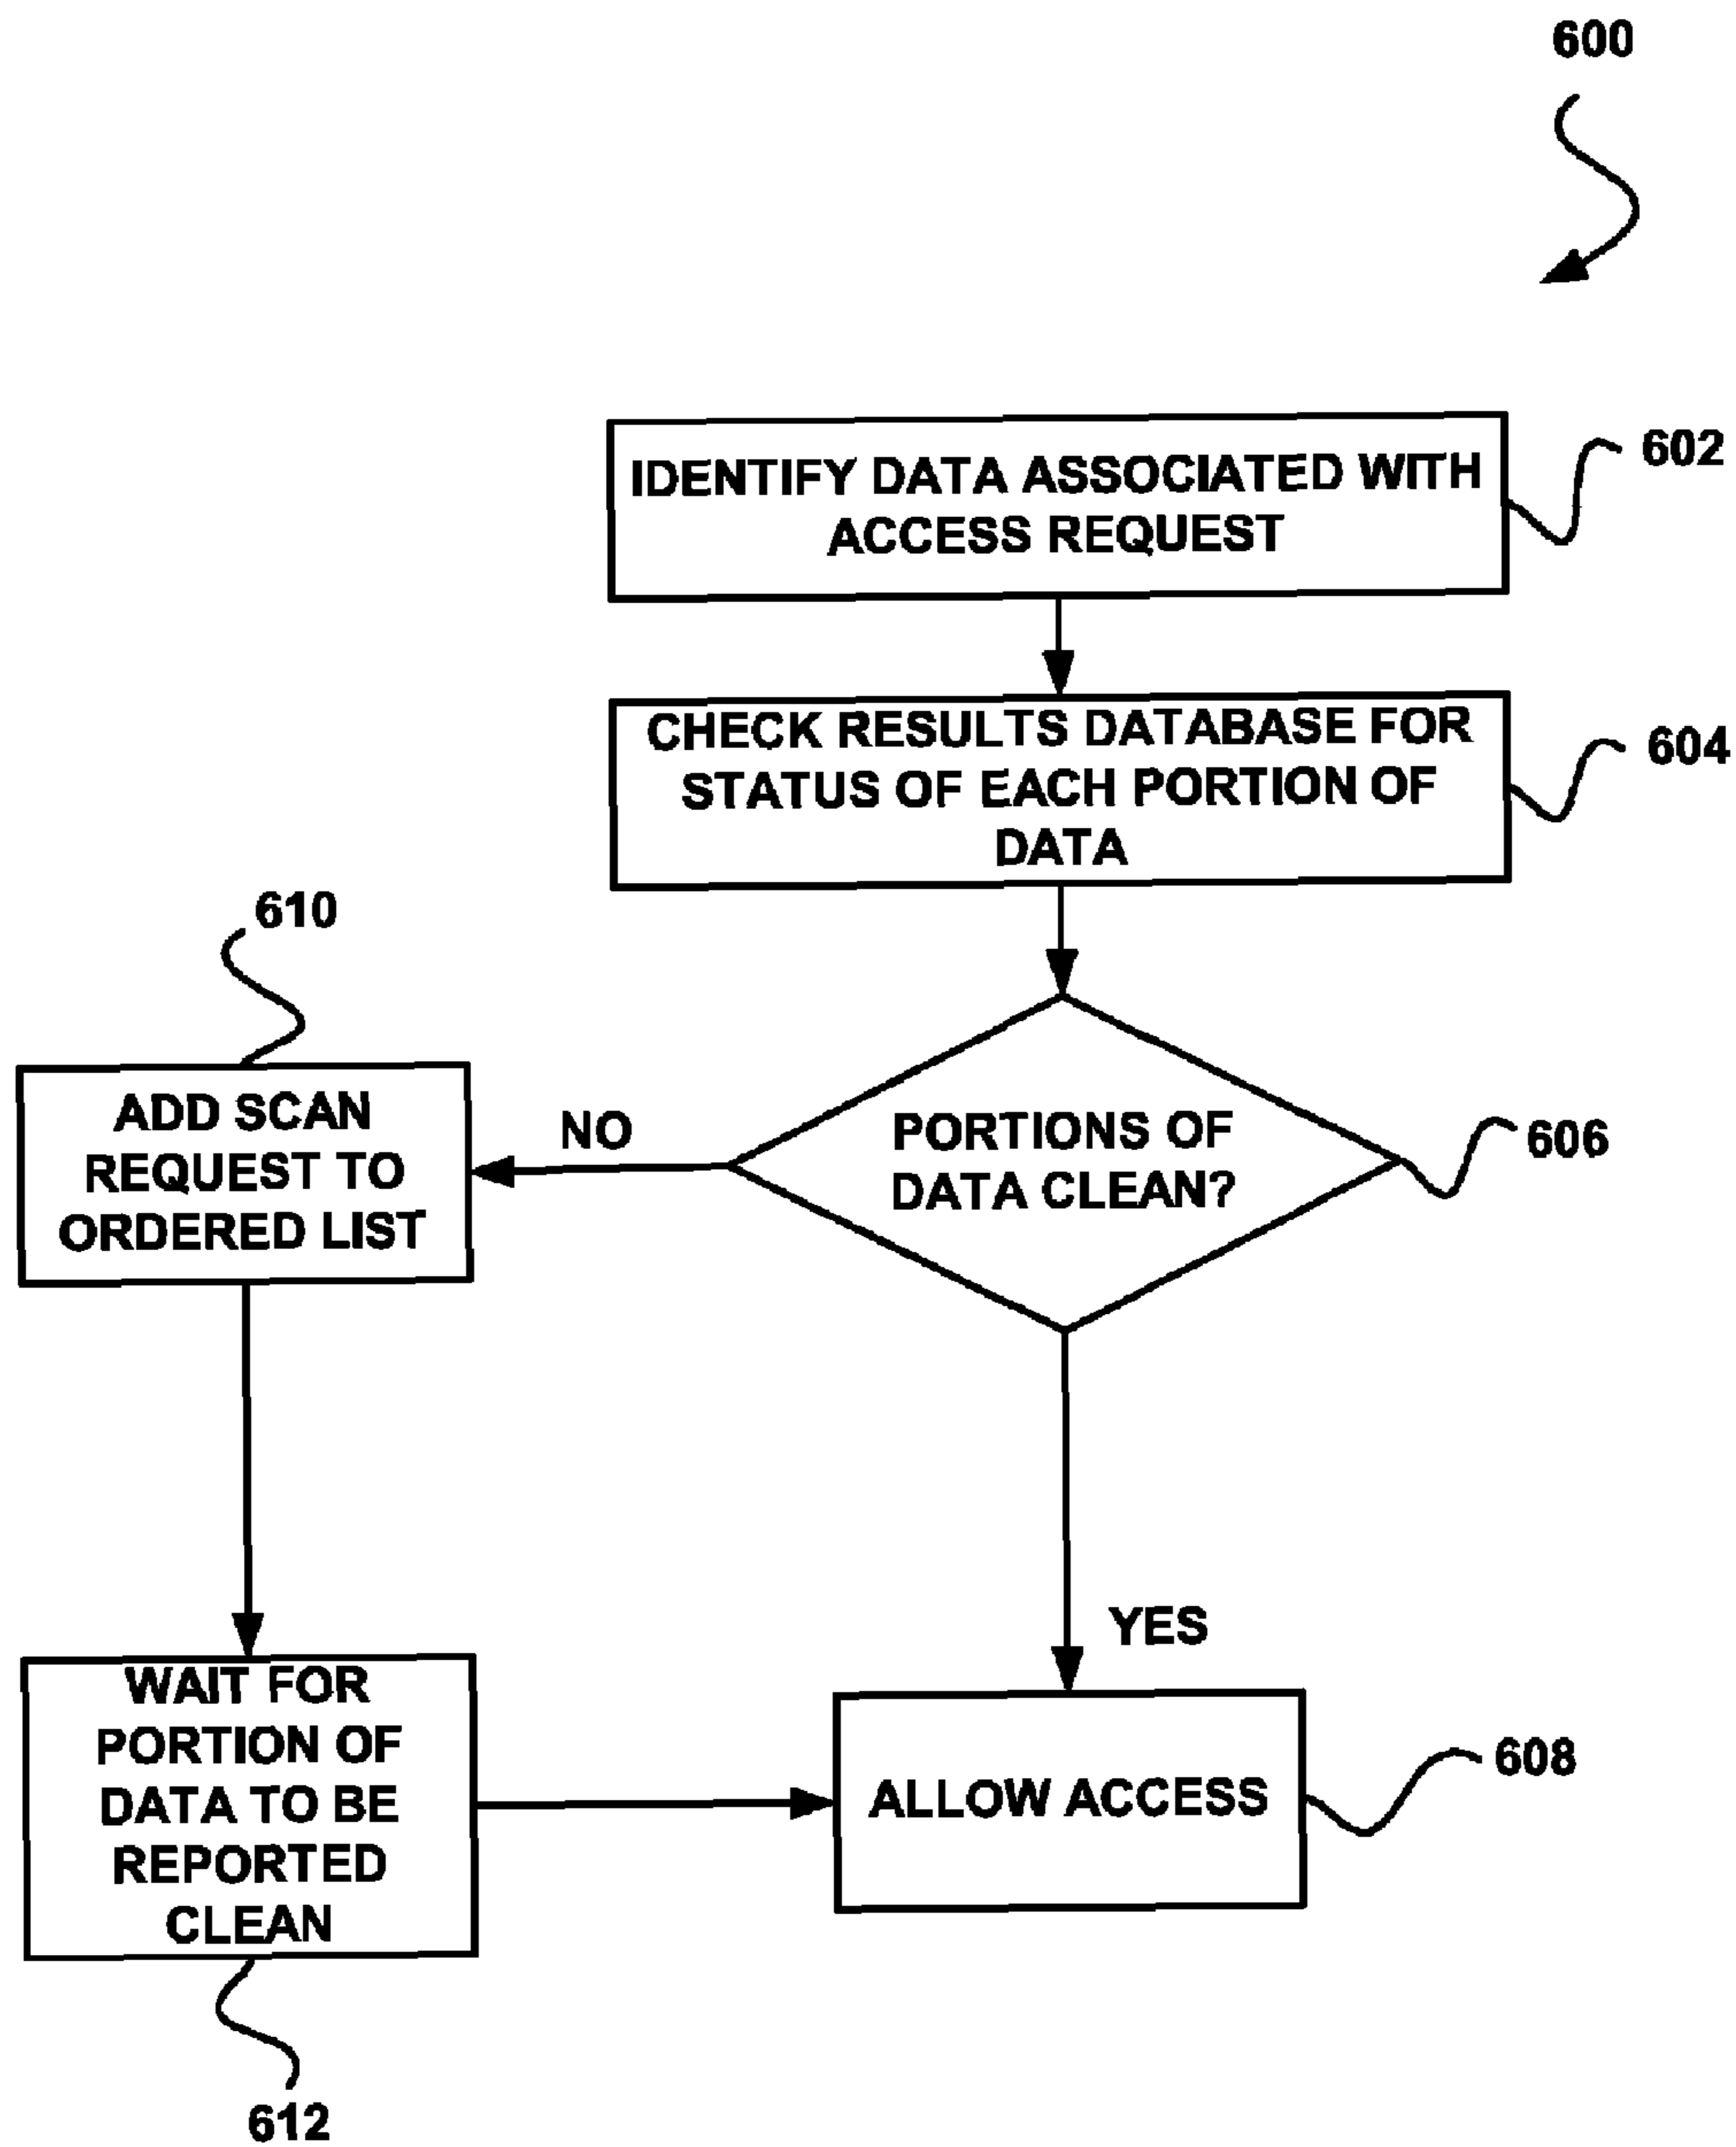 600
IDENTIFY DATA ASSOCIATED WITH
ACCESS REQUEST
602
CHECK RESULTS DATABASE FOR
STATUS OF EACH PORTION OF
DATA
604
610
ADD SCAN
REQUEST TO
ORDERED LIST
NO
PORTIONS OF
DATA CLEAN?
606
YES
WAIT FOR
PORTION OF
DATA TO BE
REPORTED
CLEAN
ALLOW ACCESS
608
612